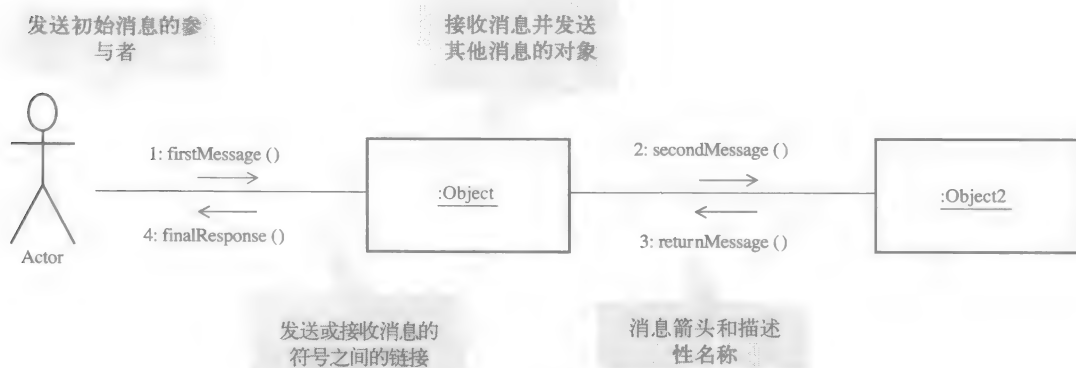 发送初始消息的参
与者
接收消息并发送
其他消息的对象
1: firstMessage ()
2: secondMessage ()
:Object
:Object2
4: finalResponse ()
3: returnMessage ()
Actor
发送或接收消息的
符号之间的链接
消息箭头和描述
性名称